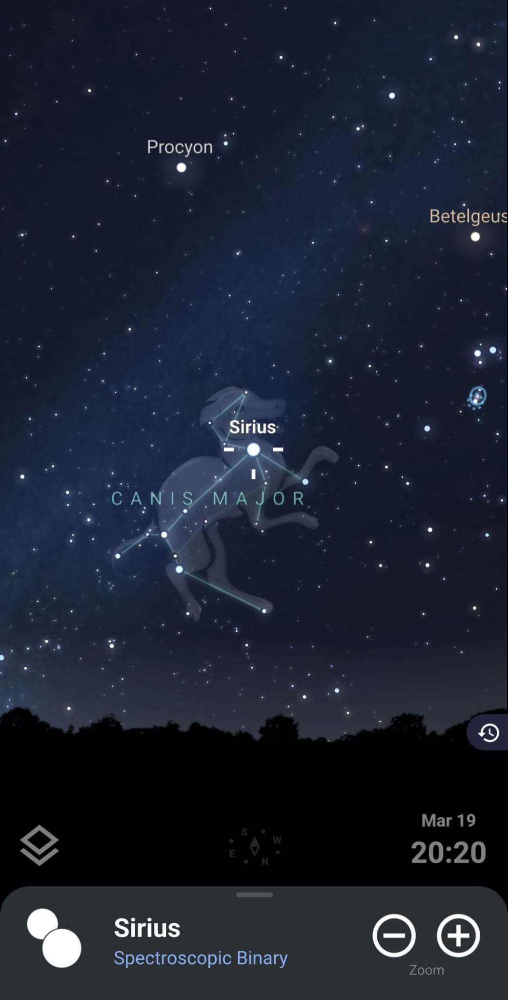 Procyon
Betelgeus
Sirius
CANIS MAJOR
Mar 19
20:20
S
W
E
N
Sirius
Spectroscopic Binary
Zoom